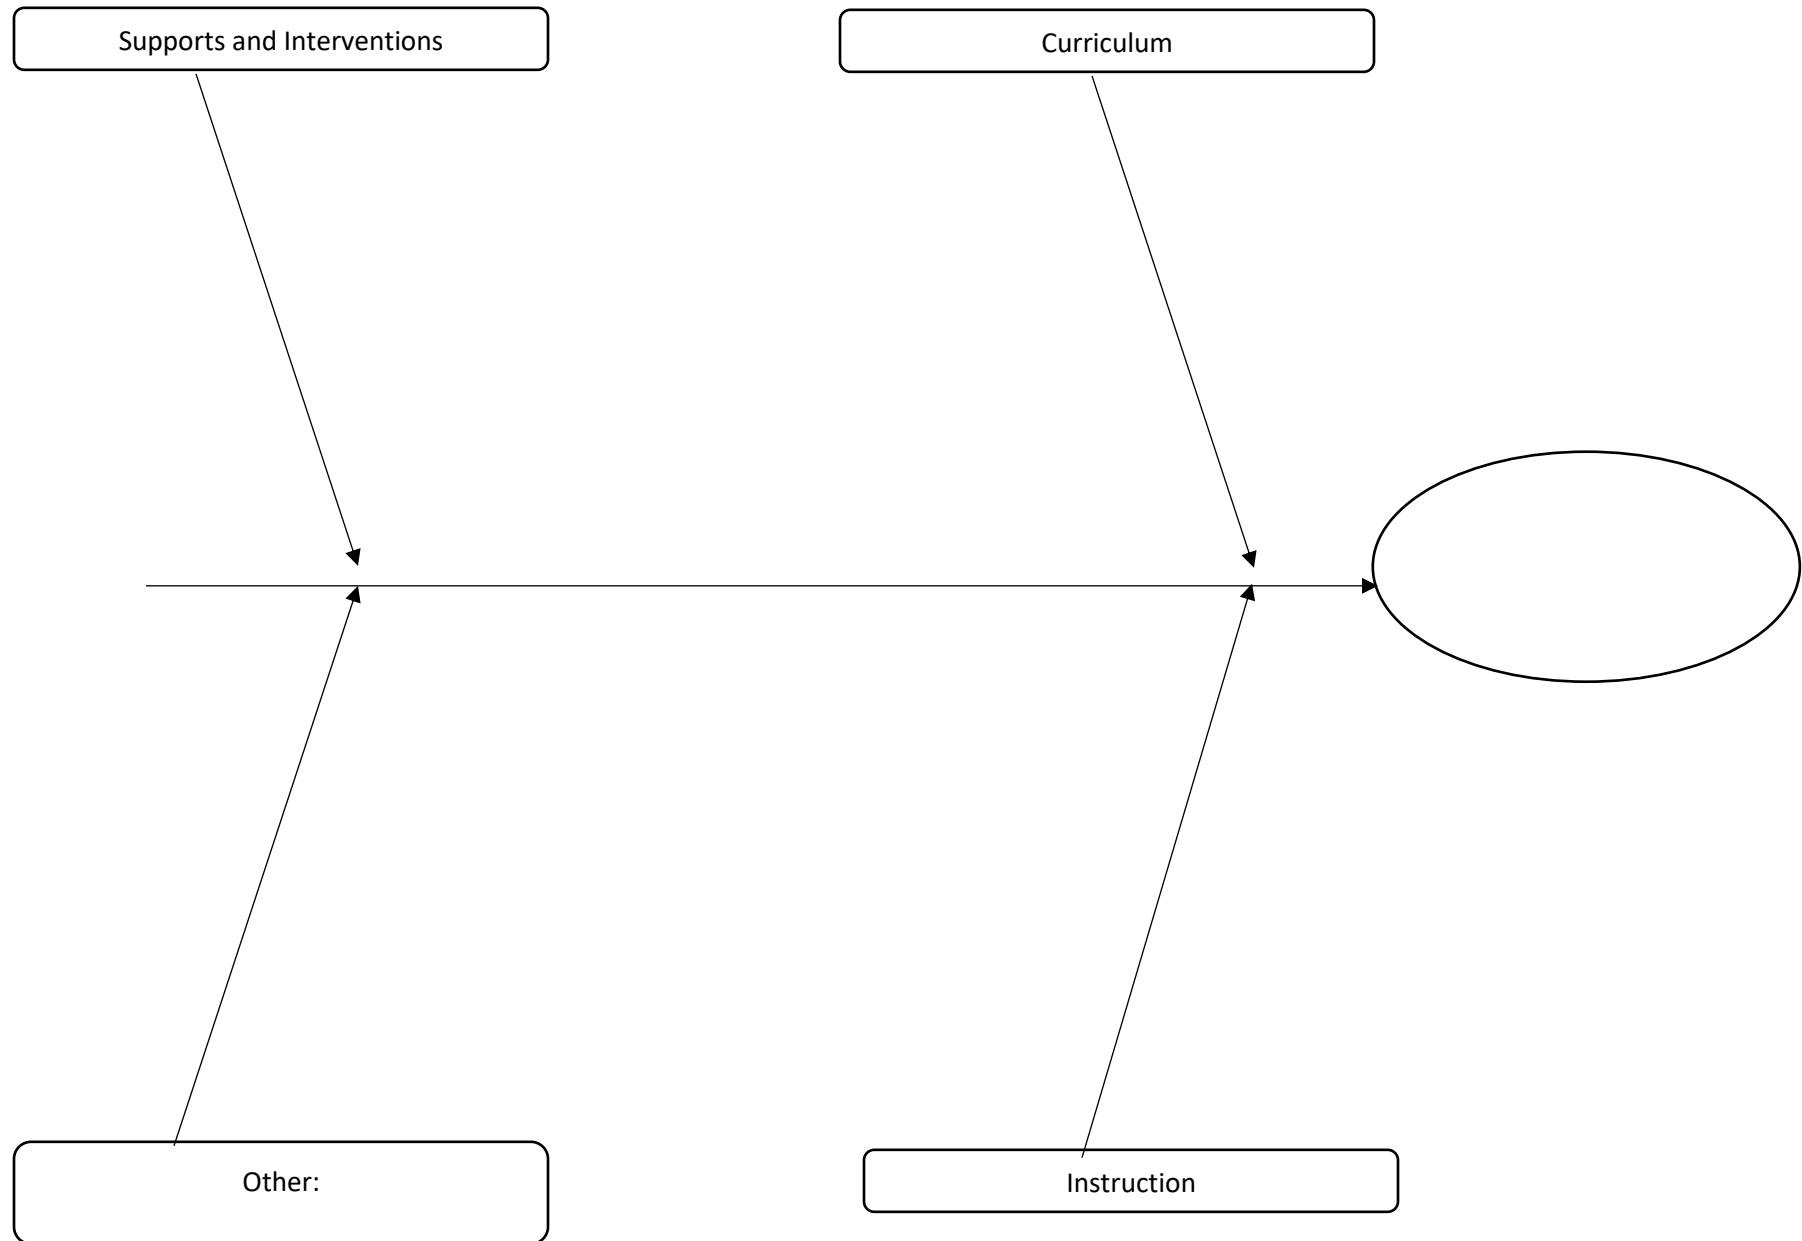 Supports and Interventions
Curriculum
Other:
Instruction